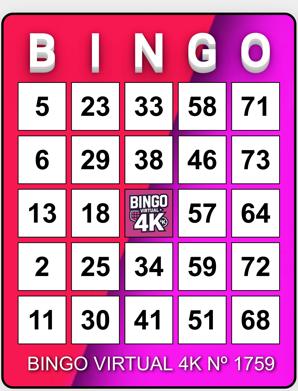 B I N G O
5 23 33 58 71
6 29 38 46 73
13 18 BINGO VIRTUAL 4K 57 64
2 25 34 59 72
11 30 41 51 68
BINGO VIRTUAL 4K Nº 1759